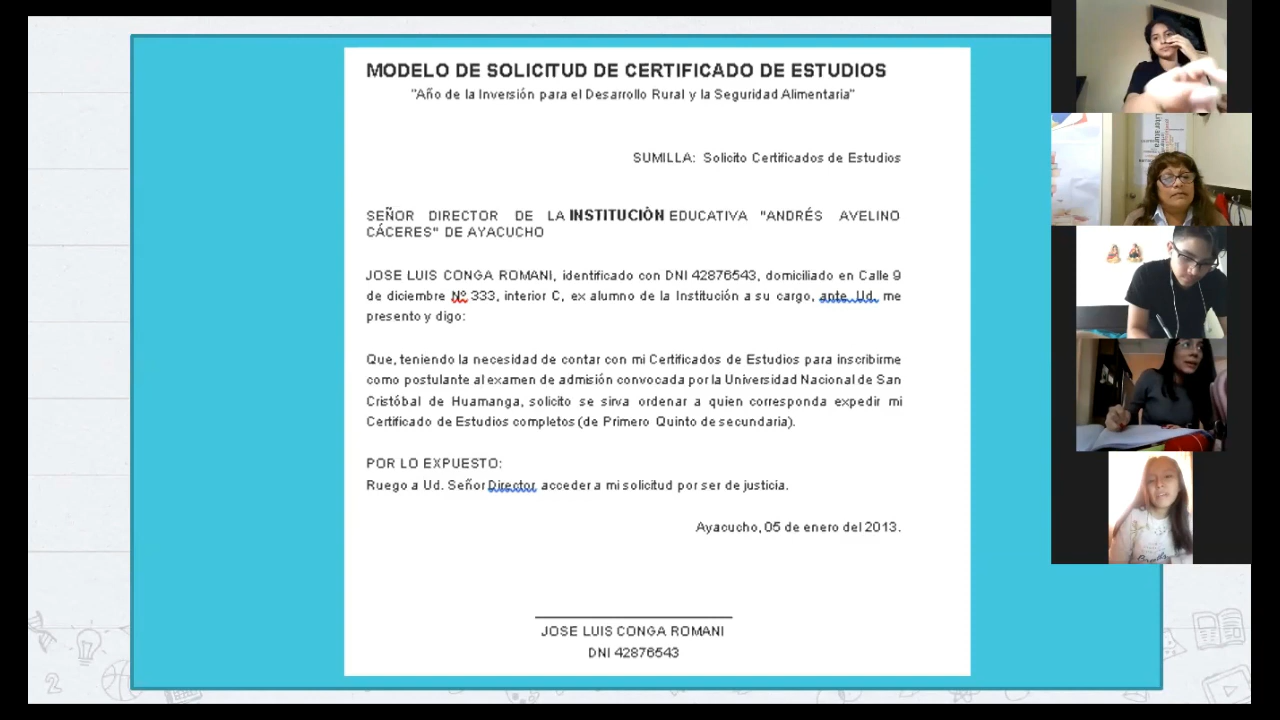 MODELO DE SOLICITUD DE CERTIFICADO DE ESTUDIOS
"Año de la Inversión para el Desarrollo Rural y la Seguridad Alimentaria"
SUMILLA: Solicito Certificados de Estudios
SEÑOR DIRECTOR DE LA INSTITUCIÓN EDUCATIVA "ANDRÉS AVELINO
CÁCERES" DE AYACUCHO
JOSE LUIS CONGA ROMANI, identificado con DNI 42876543, domiciliado en Calle 9
de diciembre Nº 333, interior C, ex alumno de la Institución a su cargo, ante Ud. me
presento y digo:
Que, teniendo la necesidad de contar con mi Certificados de Estudios para inscribirme
como postulante al examen de admisión convocada por la Universidad Nacional de San
Cristóbal de Huamanga, solicito se sirva ordenar a quien corresponda expedir mi
Certificado de Estudios completos (de Primero Quinto de secundaria).
POR LO EXPUESTO:
Ruego a Ud. Señor Director, acceder a mi solicitud por ser de justicia.
Ayacucho, 05 de enero del 2013.
JOSE LUIS CONGA ROMANI
DNI 42876543